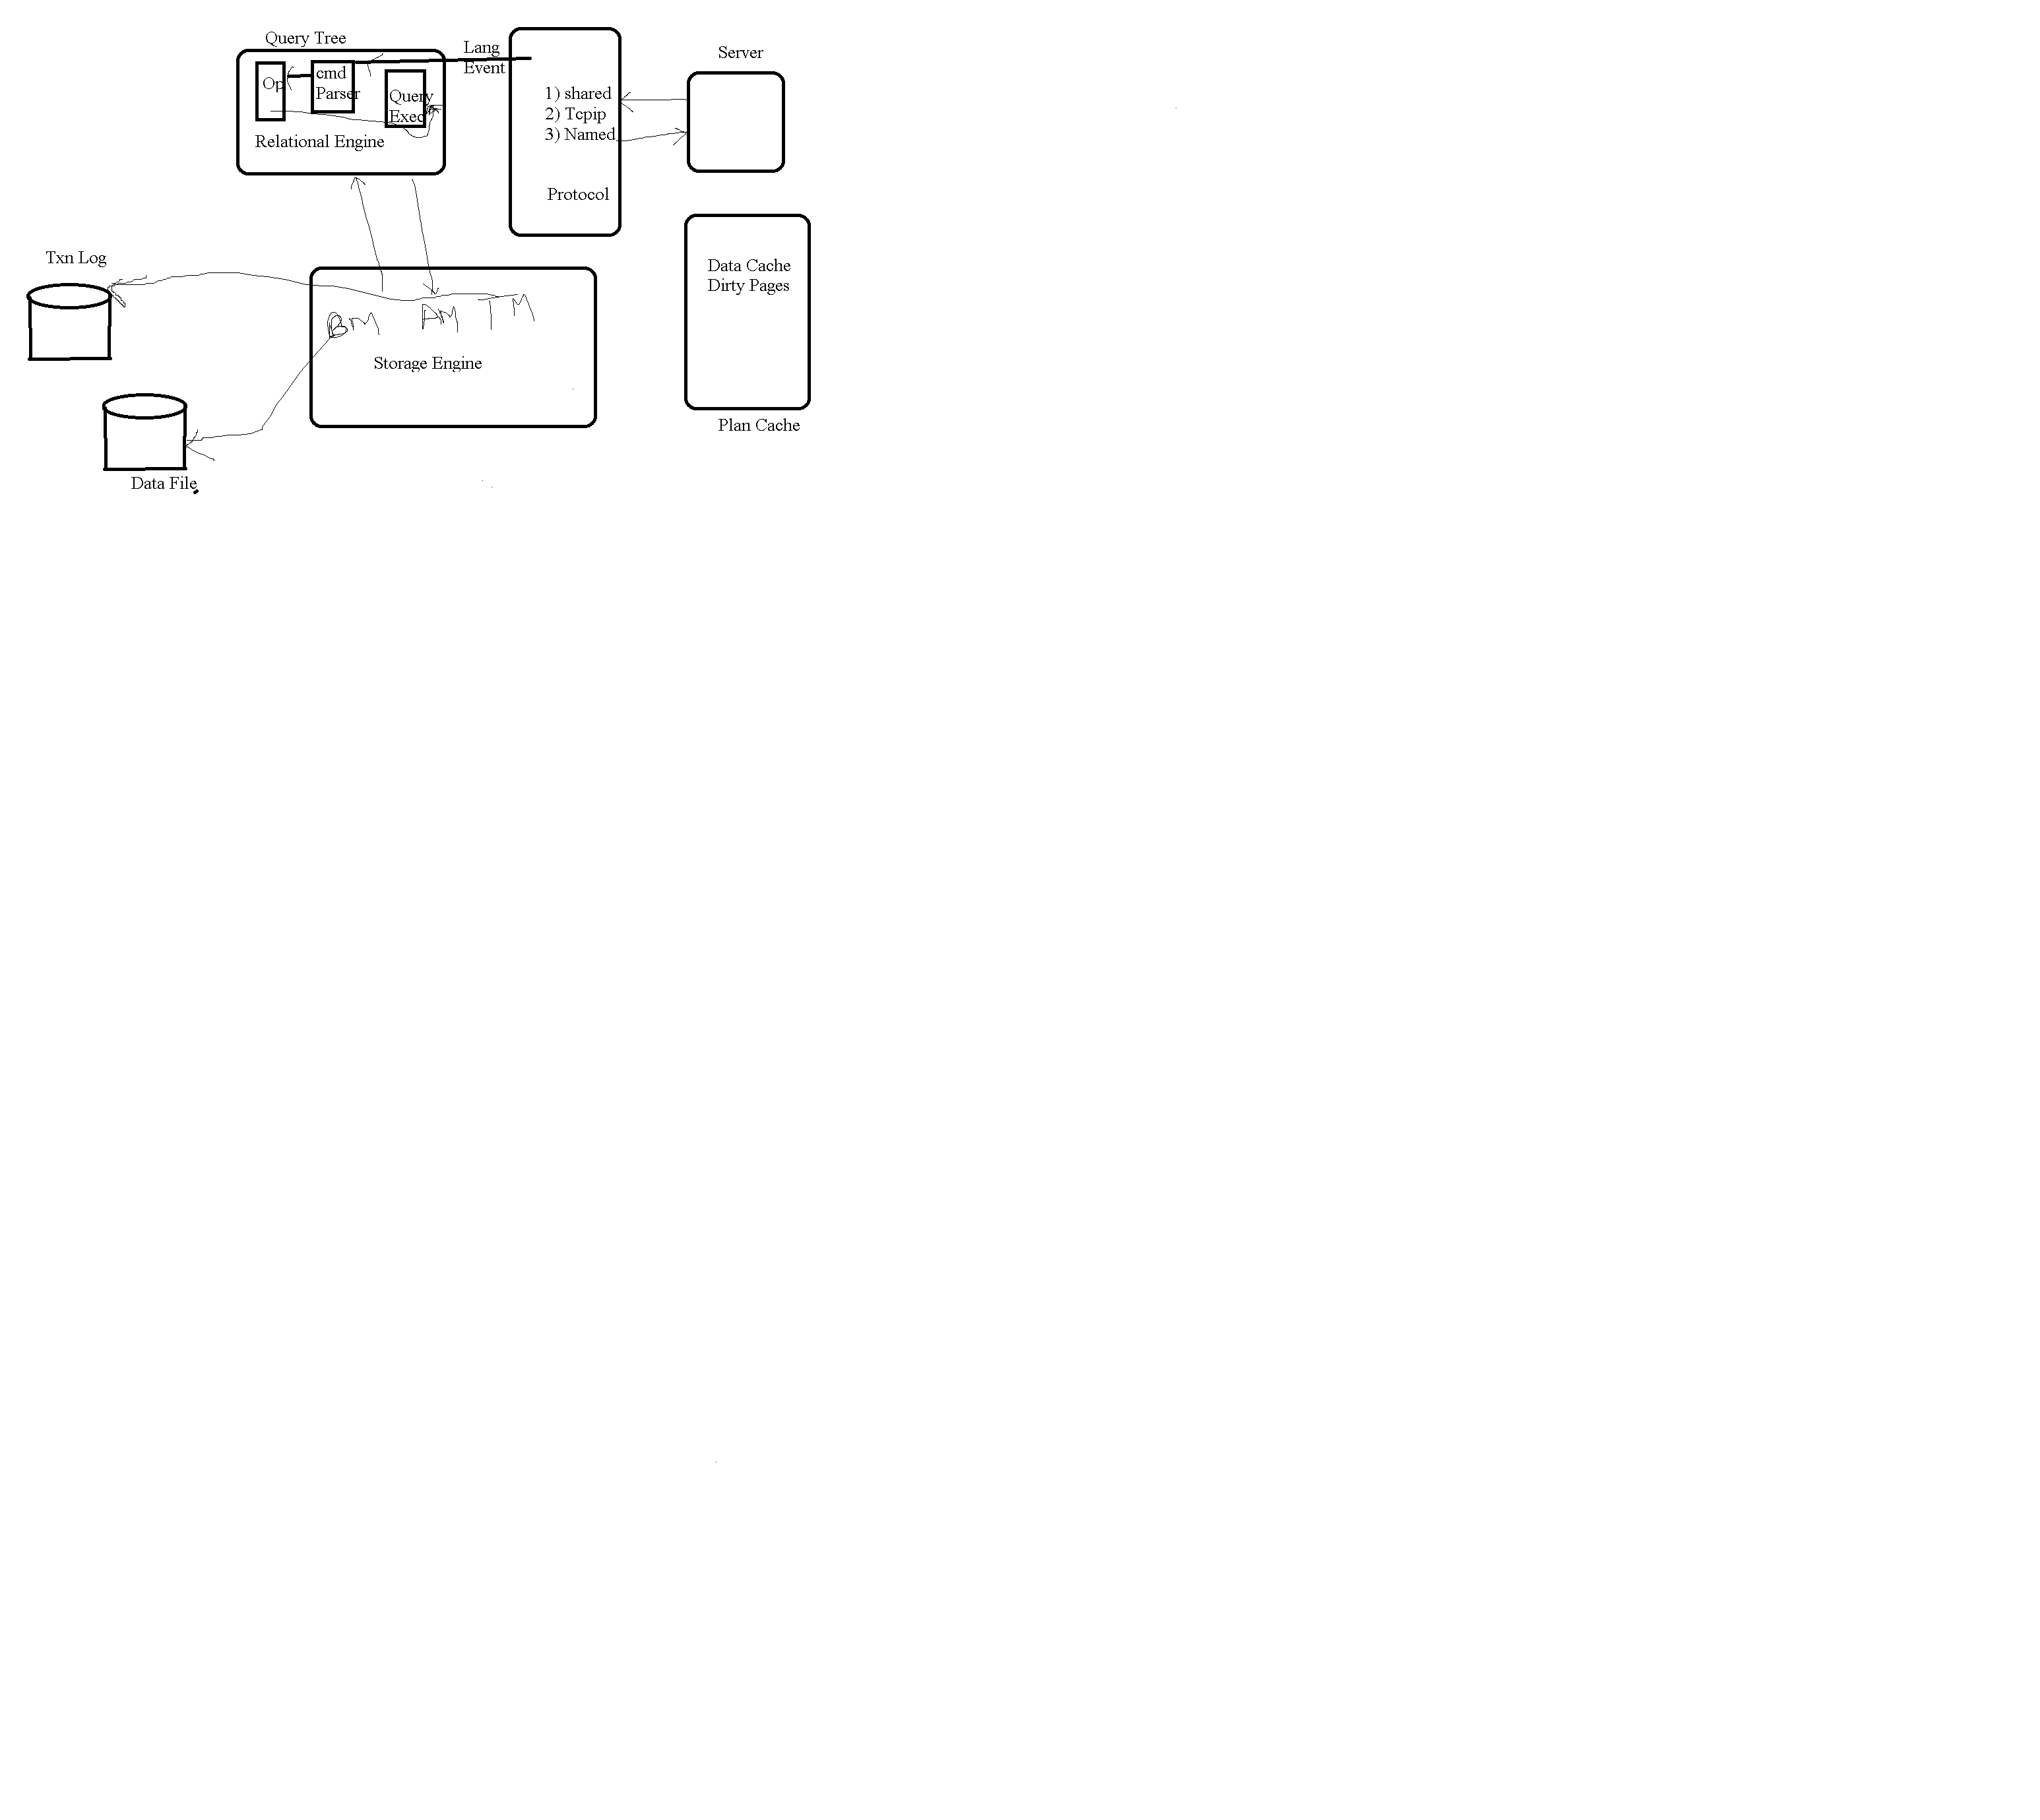 Query Tree
Op
cmd
Parser
Query
Exec
Relational Engine
Lang
Event
1) shared
2) Tcpip
3) Named
Protocol
Server
Data Cache
Dirty Pages
Plan Cache
Txn Log
BM AM TM
Storage Engine
Data File